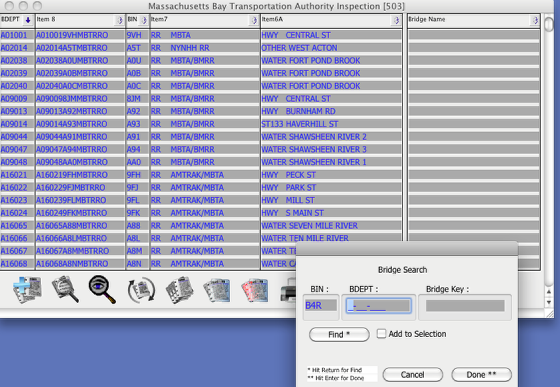 Massachusetts Bay Transportation Authority Inspection [503]
BDEPT Item 8 BIN Item7 Item6A Bridge Name
A01001 A010019VHMBTRRO 9VH RR MBTA HWY CENTRAL ST
A02014 A02014A5TMBTRRO A5T RR NYNHH RR OTHER WEST ACTON
A02038 A02038A0UMBTRRO A0U RR MBTA/BMRR WATER FORT POND BROOK
A02039 A02039A0BMBTRRO A0B RR MBTA/BMRR WATER FORT POND BROOK
A02040 A02040A0CMBTRRO A0C RR MBTA/BMRR WATER FORT POND BROOK
A09009 A090098JMMBTRRO 8JM RR MBTA/BMRR HWY CENTRAL ST
A09013 A09013A92MBTRRO A92 RR MBTA/BMRR HWY BURNHAM RD
A09014 A09014A93MBTRRO A93 RR MBTA/BMRR ST133 HAVERHILL ST
A09044 A09044A91MBTRRO A91 RR MBTA/BMRR WATER SHAWSHEEN RIVER 2
A09047 A09047A94MBTRRO A94 RR MBTA/BMRR WATER SHAWSHEEN RIVER 3
A09048 A09048AA0MBTRRO AA0 RR MBTA/BMRR WATER SHAWSHEEN RIVER 1
A16021 A160219FHMBTRRO 9FH RR AMTRAK/MBTA HWY PECK ST
A16022 A160229FJMBTRRO 9FJ RR AMTRAK/MBTA HWY PARK ST
A16023 A160239FLMBTRRO 9FL RR AMTRAK/MBTA HWY MILL ST
A16024 A160249FKMBTRRO 9FK RR AMTRAK/MBTA HWY S MAIN ST
A16065 A16065A88MBTRRO A88 RR AMTRAK/MBTA WATER SEVEN MILE RIVER
A16066 A16066A8LMBTRRO A8L RR AMTRAK/MBTA WATER TEN MILE RIVER
A16067 A16067A8MMBTRRO A8M RR AMTRAK/MBTA WATER
A16068 A16068A8NMBTRRO A8N RR AMTRAK/MBTA WATER
Bridge Search
BIN : BDEPT : Bridge Key :
B4R _-__-___
Find * Add to Selection
* Hit Return for Find
** Hit Enter for Done
Cancel Done **